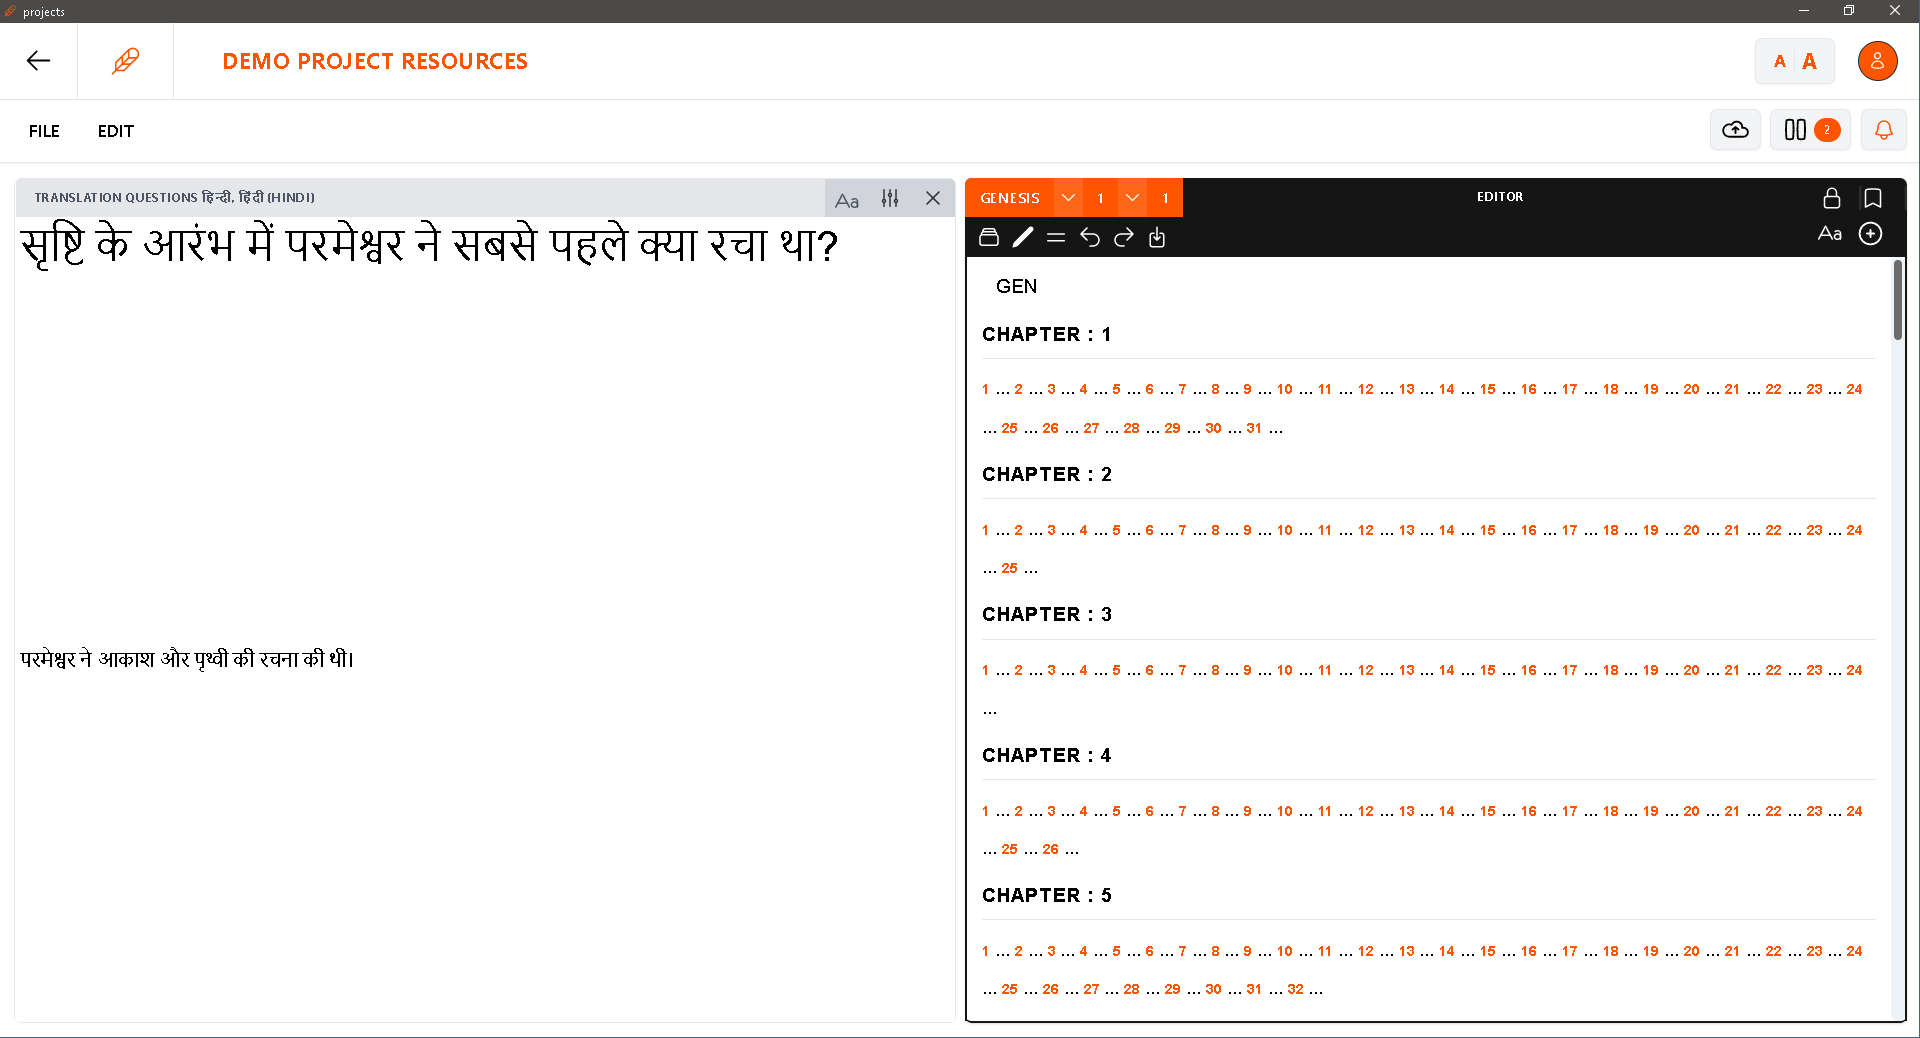 projects
DEMO PROJECT RESOURCES
A A
FILE EDIT
2
TRANSLATION QUESTIONS हिन्दी, हिंदी (HINDI)
Aa
सृष्टि के आरंभ में परमेश्वर ने सबसे पहले क्या रचा था?
परमेश्वर ने आकाश और पृथ्वी की रचना की थी।
GENESIS 1 1
EDITOR
Aa
GEN
CHAPTER : 1
1 ... 2 ... 3 ... 4 ... 5 ... 6 ... 7 ... 8 ... 9 ... 10 ... 11 ... 12 ... 13 ... 14 ... 15 ... 16 ... 17 ... 18 ... 19 ... 20 ... 21 ... 22 ... 23 ... 24
... 25 ... 26 ... 27 ... 28 ... 29 ... 30 ... 31 ...
CHAPTER : 2
1 ... 2 ... 3 ... 4 ... 5 ... 6 ... 7 ... 8 ... 9 ... 10 ... 11 ... 12 ... 13 ... 14 ... 15 ... 16 ... 17 ... 18 ... 19 ... 20 ... 21 ... 22 ... 23 ... 24
... 25 ...
CHAPTER : 3
1 ... 2 ... 3 ... 4 ... 5 ... 6 ... 7 ... 8 ... 9 ... 10 ... 11 ... 12 ... 13 ... 14 ... 15 ... 16 ... 17 ... 18 ... 19 ... 20 ... 21 ... 22 ... 23 ... 24
...
CHAPTER : 4
1 ... 2 ... 3 ... 4 ... 5 ... 6 ... 7 ... 8 ... 9 ... 10 ... 11 ... 12 ... 13 ... 14 ... 15 ... 16 ... 17 ... 18 ... 19 ... 20 ... 21 ... 22 ... 23 ... 24
... 25 ... 26 ...
CHAPTER : 5
1 ... 2 ... 3 ... 4 ... 5 ... 6 ... 7 ... 8 ... 9 ... 10 ... 11 ... 12 ... 13 ... 14 ... 15 ... 16 ... 17 ... 18 ... 19 ... 20 ... 21 ... 22 ... 23 ... 24
... 25 ... 26 ... 27 ... 28 ... 29 ... 30 ... 31 ... 32 ...